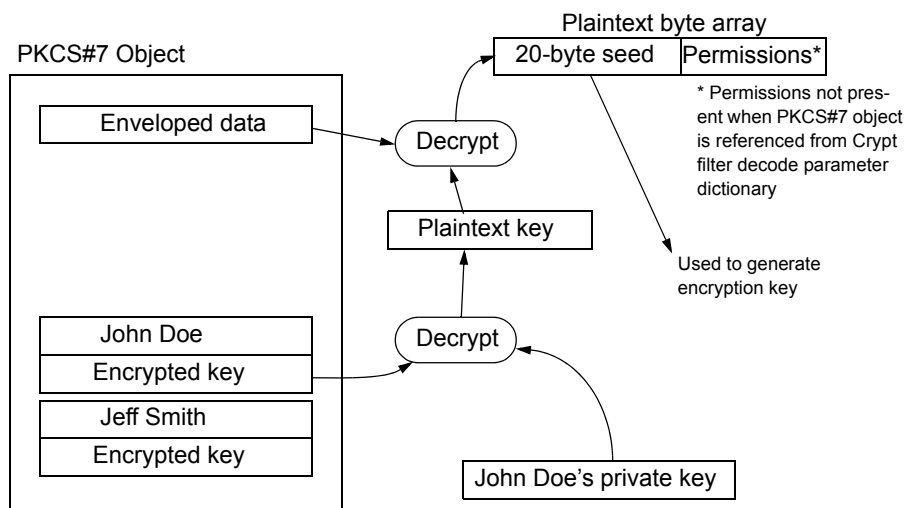 Plaintext byte array
PKCS#7 Object
20-byte seed
Permissions*
* Permissions not pres-
ent when PKCS#7 object
is referenced from Crypt
filter decode parameter
dictionary
Enveloped data
Decrypt
Plaintext key
Used to generate
encryption key
John Doe
Encrypted key
Decrypt
Jeff Smith
Encrypted key
John Doe’s private key